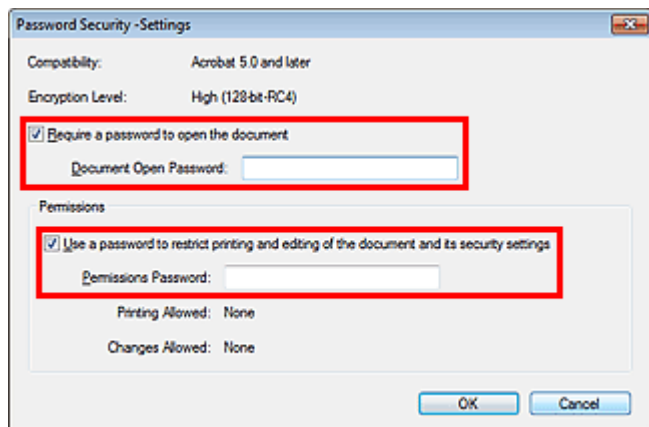 Password Security -Settings
Compatibility: Acrobat 5.0 and later
Encryption Level: High (128-bit-RC4)
Require a password to open the document
Document Open Password:
Permissions
Use a password to restrict printing and editing of the document and its security settings
Permissions Password:
Printing Allowed: None
Changes Allowed: None
OK Cancel